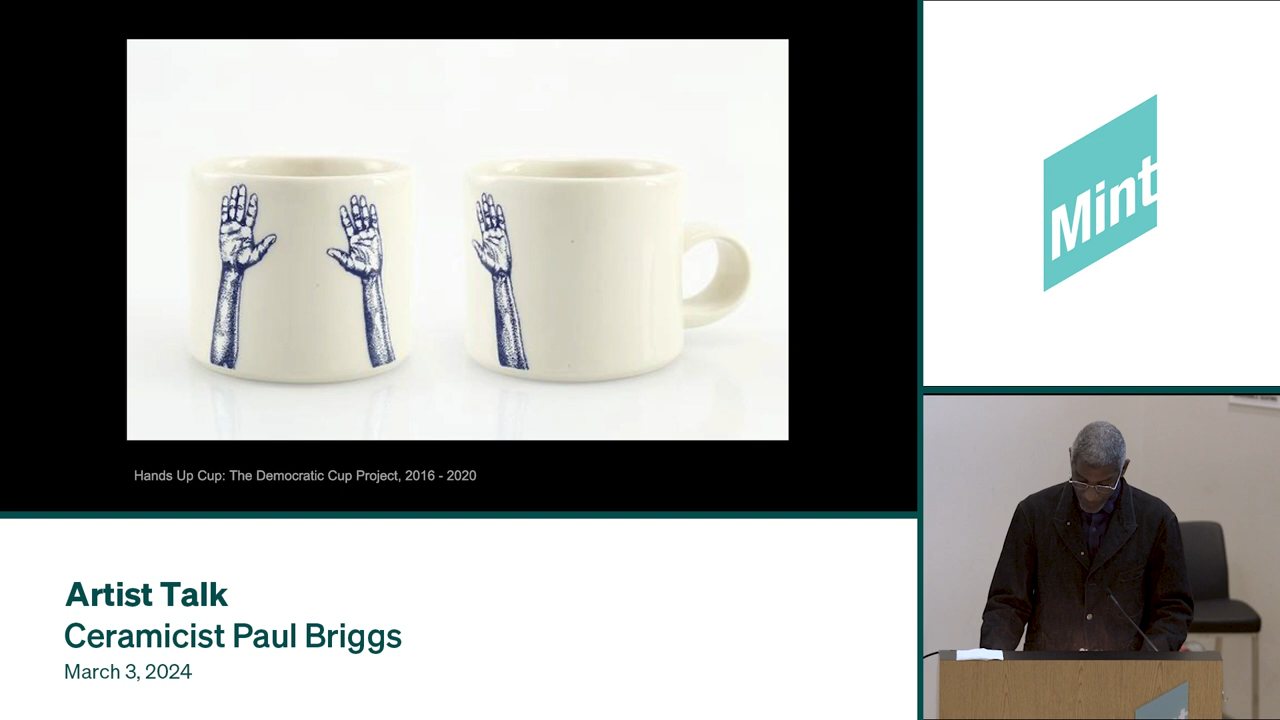 Hands Up Cup: The Democratic Cup Project, 2016 - 2020
Mint
Artist Talk
Ceramicist Paul Briggs
March 3, 2024